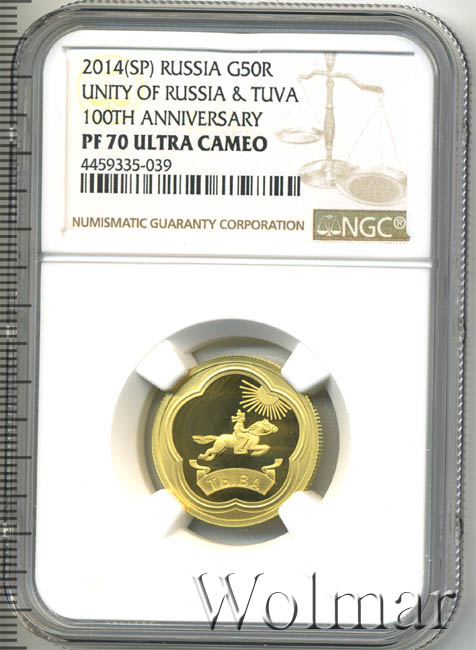 2014(SP) RUSSIA G50R
UNITY OF RUSSIA & TUVA
100TH ANNIVERSARY
PF 70 ULTRA CAMEO
4459335-039
NUMISMATIC GUARANTY CORPORATION
NGC®
ТЫВА
Wolmar